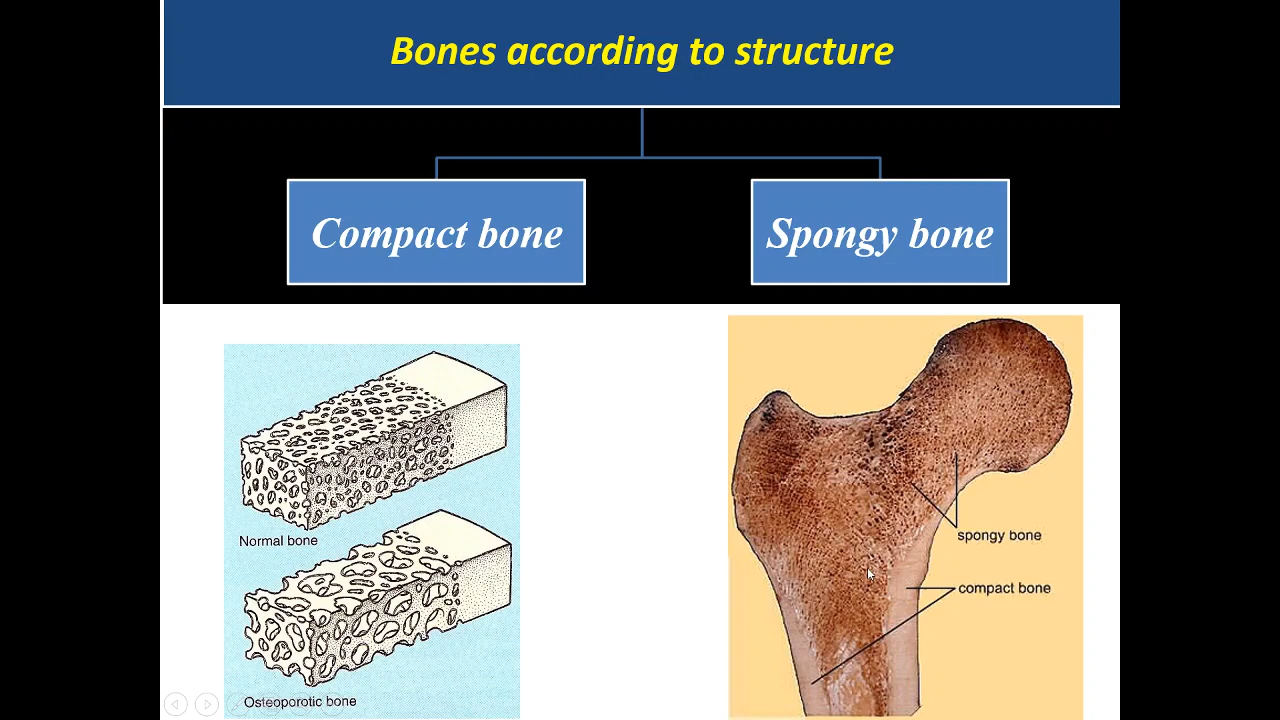 Bones according to structure
Compact bone
Spongy bone
Normal bone
Osteoporotic bone
spongy bone
compact bone